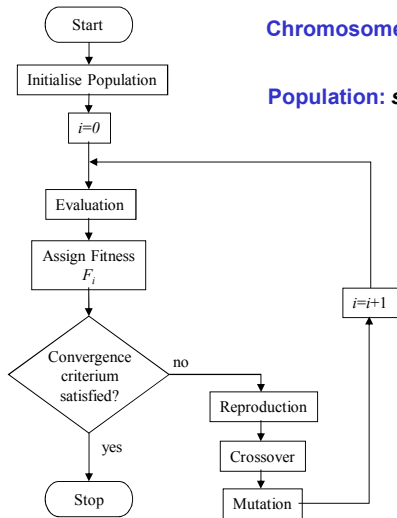 Start
Chromosome
Initialise Population
Population: s
i=0
Evaluation
Assign Fitness
F_i
i=i+1
Convergence
criterium
satisfied?
no
Reproduction
yes
Crossover
Stop
Mutation